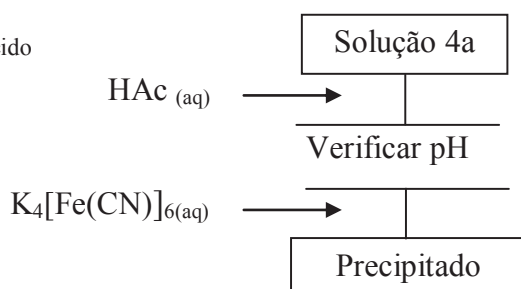 ido
Solução 4a
HAc (aq)
Verificar pH
K₄[Fe(CN)]₆(aq)
Precipitado